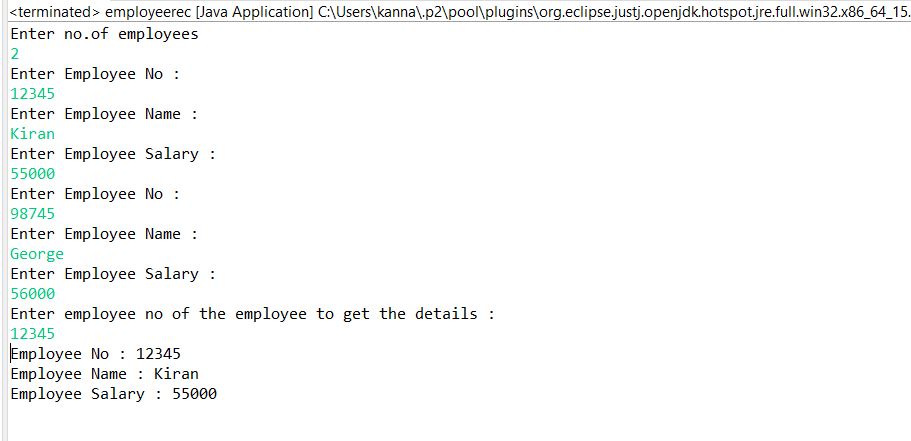 <terminated> employeerec [Java Application] C:\Users\kanna\.p2\pool\plugins\org.eclipse.justj.openjdk.hotspot.jre.full.win32.x86_64_15.
Enter no.of employees
2
Enter Employee No :
12345
Enter Employee Name :
Kiran
Enter Employee Salary :
55000
Enter Employee No :
98745
Enter Employee Name :
George
Enter Employee Salary :
56000
Enter employee no of the employee to get the details :
12345
Employee No : 12345
Employee Name : Kiran
Employee Salary : 55000